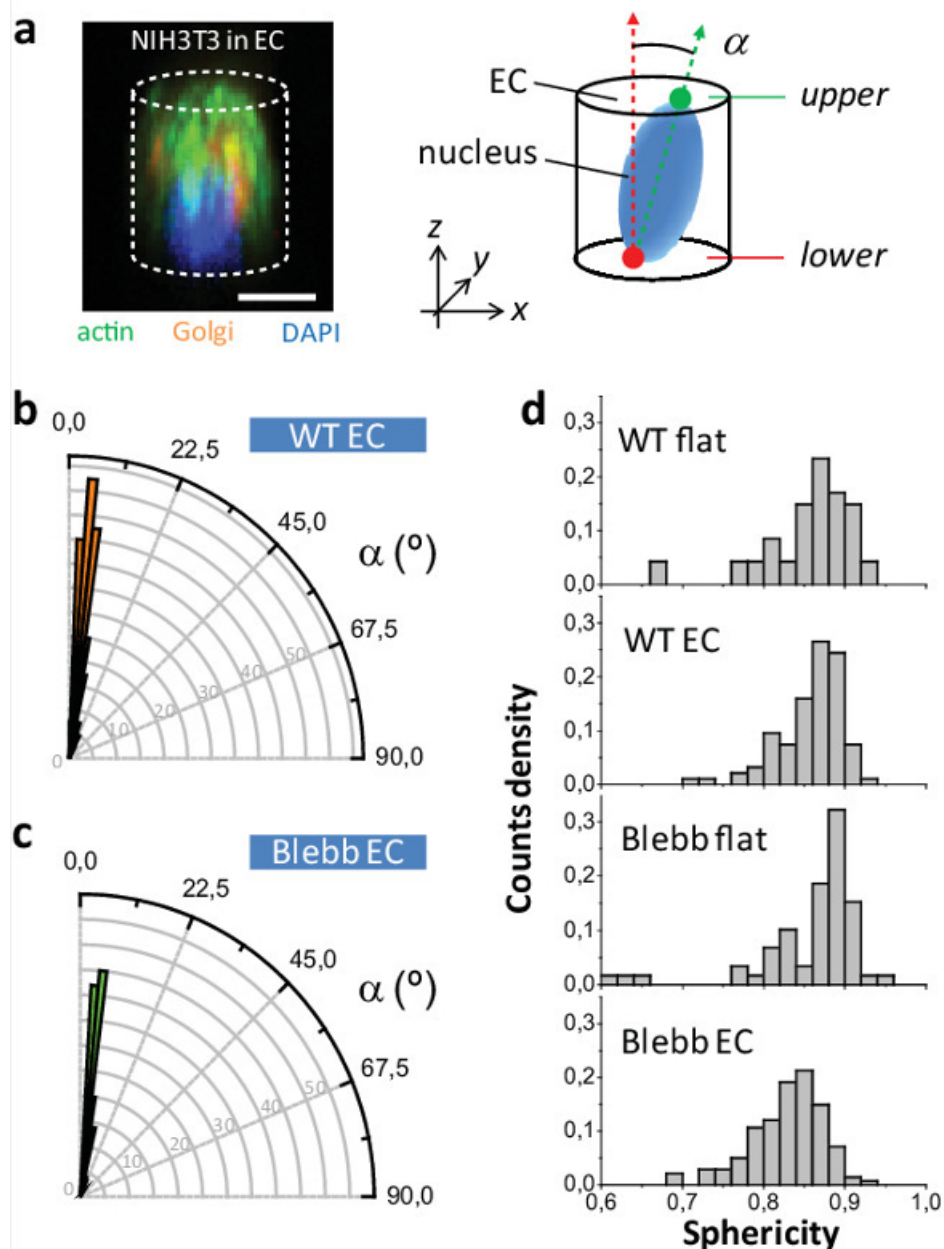 a
NIH3T3 in EC
actin Golgi DAPI
α
EC
upper
nucleus
lower
z
y
x
b
WT EC
0,0
22,5
45,0
α (º)
67,5
90,0
0
10
20
30
40
50
c
Blebb EC
0,0
22,5
45,0
α (º)
67,5
90,0
0
10
20
30
40
50
d
Counts density
WT flat
0,3
0,2
0,1
0,0
WT EC
0,3
0,2
0,1
0,0
Blebb flat
0,3
0,2
0,1
0,0
Blebb EC
0,3
0,2
0,1
0,0
0,6 0,7 0,8 0,9 1,0
Sphericity